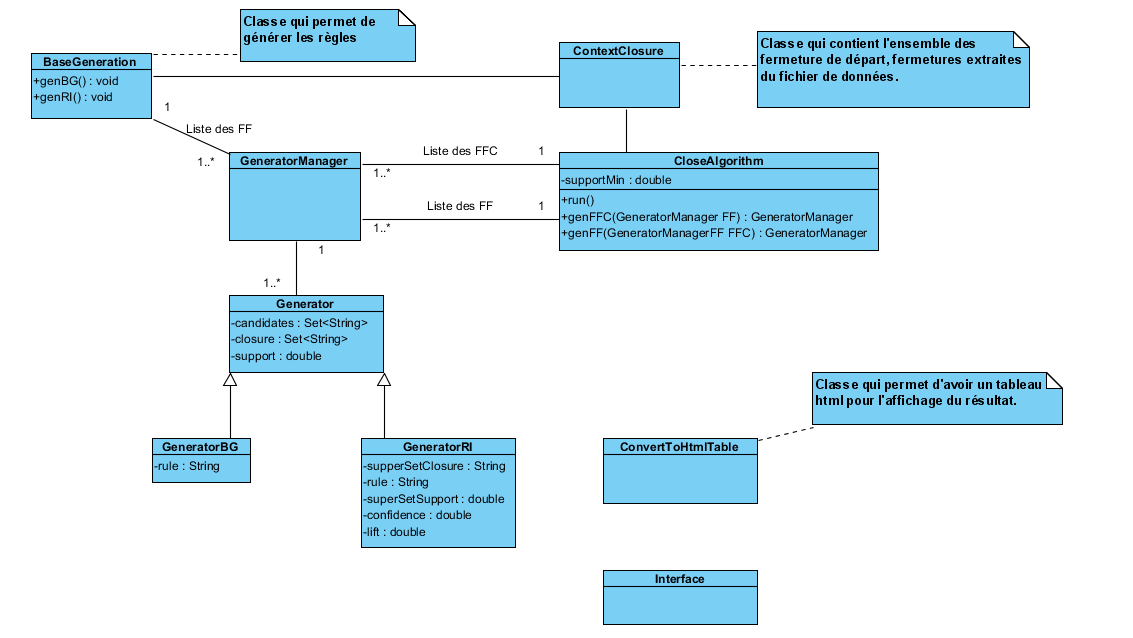 Classe qui permet de
générer les règles
BaseGeneration
+genBG() : void
+genRI() : void
ContextClosure
Classe qui contient l'ensemble des
fermeture de départ, fermetures extraites
du fichier de données.
1
Liste des FF
1..*
GeneratorManager
Liste des FFC
1
1..*
Liste des FF
1
1..*
CloseAlgorithm
-supportMin : double
+run()
+genFFC(GeneratorManager FF) : GeneratorManager
+genFF(GeneratorManagerFF FFC) : GeneratorManager
1
1..*
Generator
-candidates : Set<String>
-closure : Set<String>
-support : double
Classe qui permet d'avoir un tableau
html pour l'affichage du résultat.
GeneratorBG
-rule : String
GeneratorRI
-supperSetClosure : String
-rule : String
-superSetSupport : double
-confidence : double
-lift : double
ConvertToHtmlTable
Interface